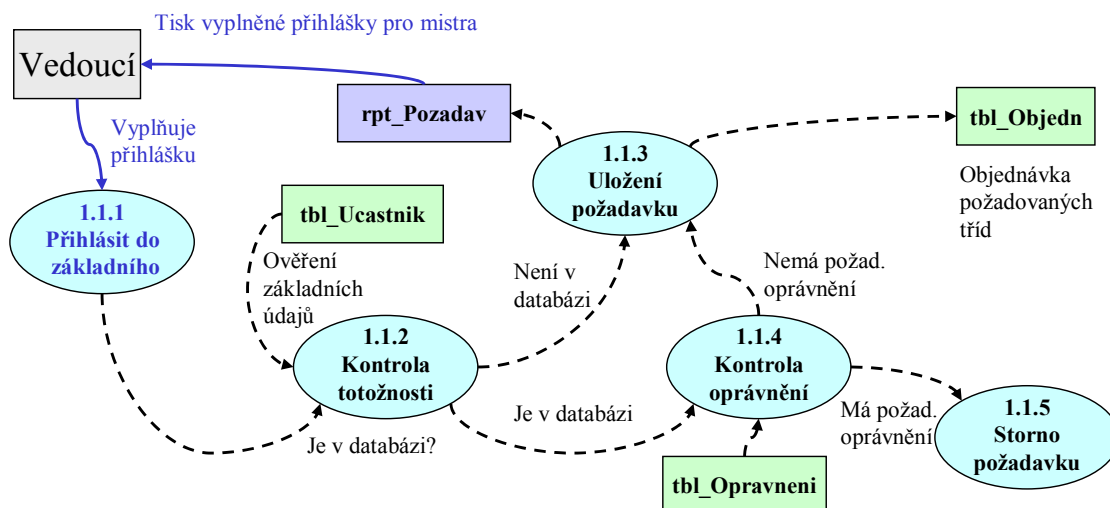 Tisk vyplněné přihlášky pro mistra
Vedoucí
Vyplňuje
přihlášku
rpt_Pozadav
tbl_Objedn
Objednávka
požadovaných
tříd
1.1.3
Uložení
požadavku
1.1.1
Přihlásit do
základního
tbl_Ucastnik
Ověření
základních
údajů
Není v
databázi
Nemá požad.
oprávnění
1.1.2
Kontrola
totožnosti
1.1.4
Kontrola
oprávnění
Je v databázi?
Je v databázi
Má požad.
oprávnění
1.1.5
Storno
požadavku
tbl_Opravneni